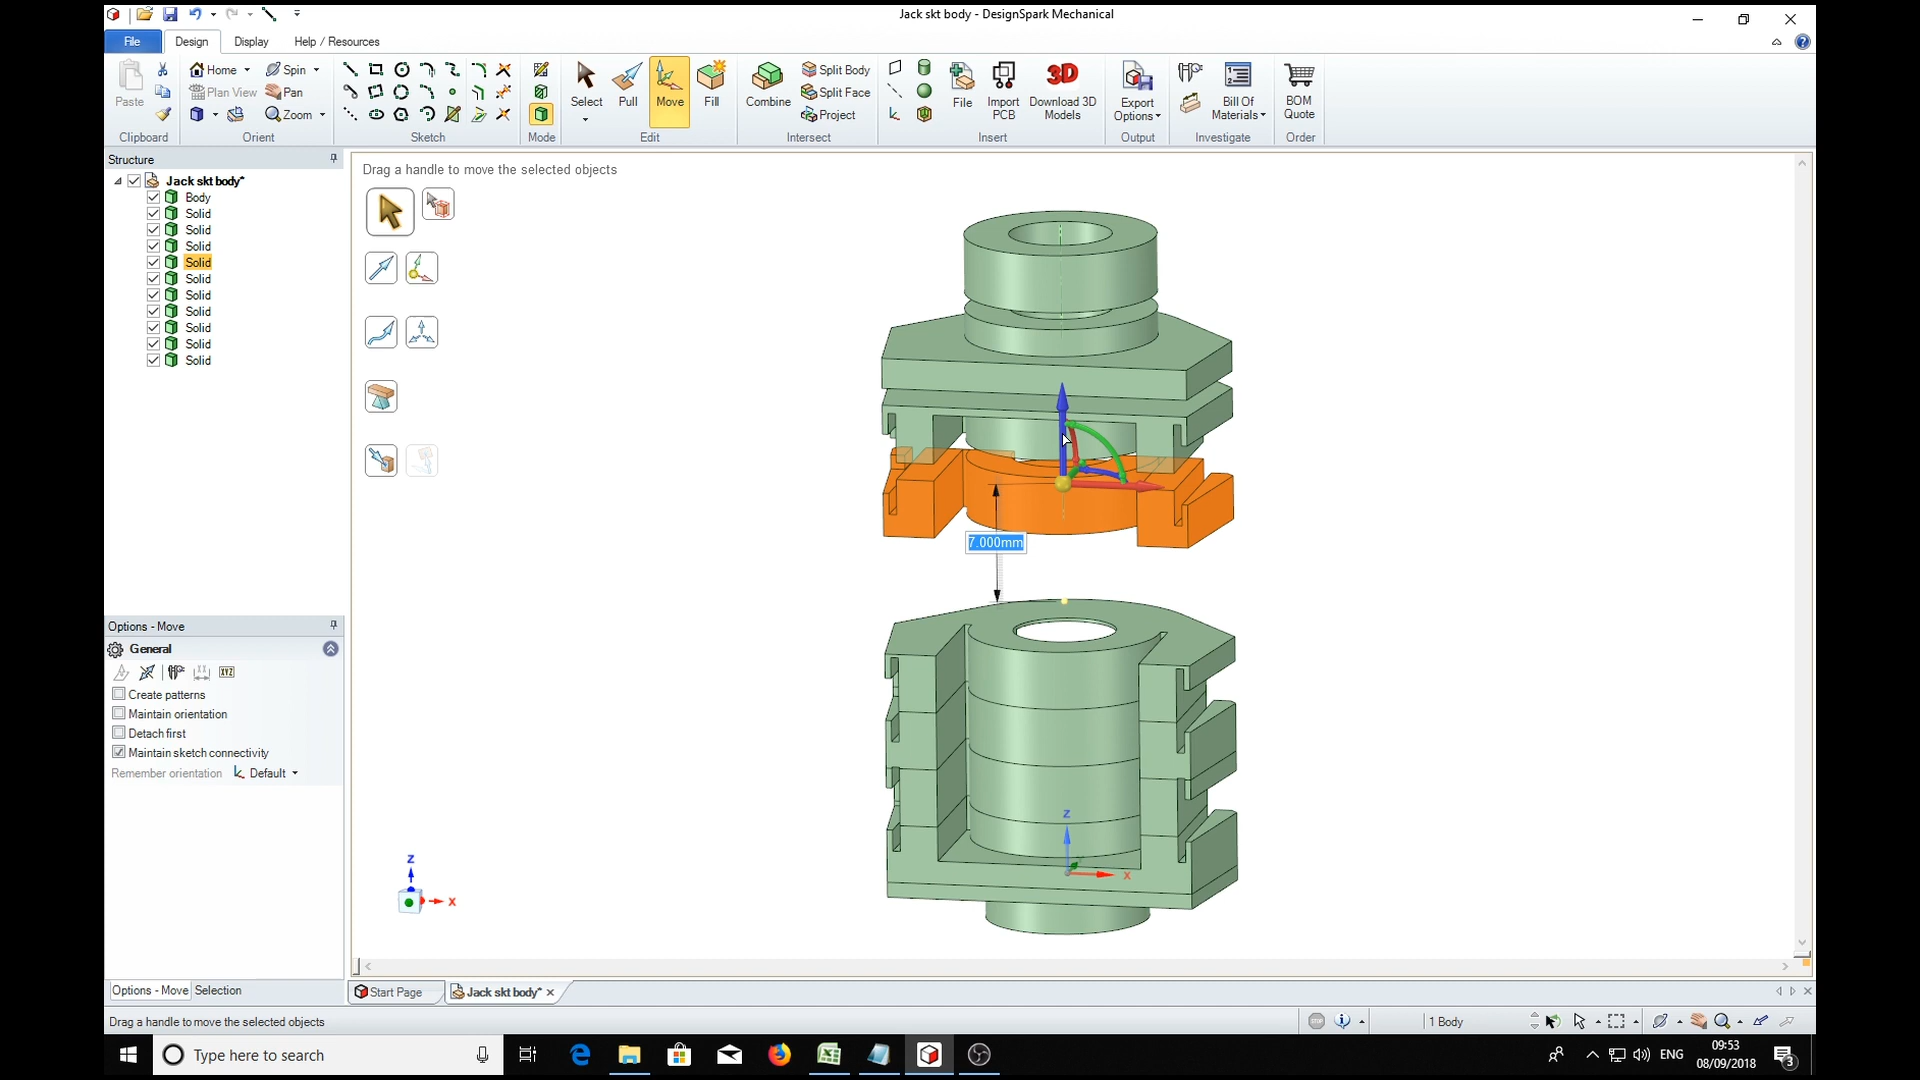 Jack skt body - DesignSpark Mechanical
File Design Display Help / Resources
Paste
Home Spin
Plan View Pan
Zoom
Select Pull Move Fill
Combine
Split Body
Split Face
Project
File
Import PCB
Download 3D Models
3D
Export Options
Bill Of Materials
BOM Quote
Clipboard Orient Sketch Mode Edit Intersect Insert Output Investigate Order
Structure
Jack skt body*
Body
Solid
Solid
Solid
Solid
Solid
Solid
Solid
Solid
Solid
Solid
Drag a handle to move the selected objects
7.000mm
Z
X
Z
X
Options - Move
General
XYZ
Create patterns
Maintain orientation
Detach first
Maintain sketch connectivity
Remember orientation Default
Options - Move Selection
Start Page Jack skt body*
Drag a handle to move the selected objects
1 Body
Type here to search
ENG
09:53
08/09/2018
3